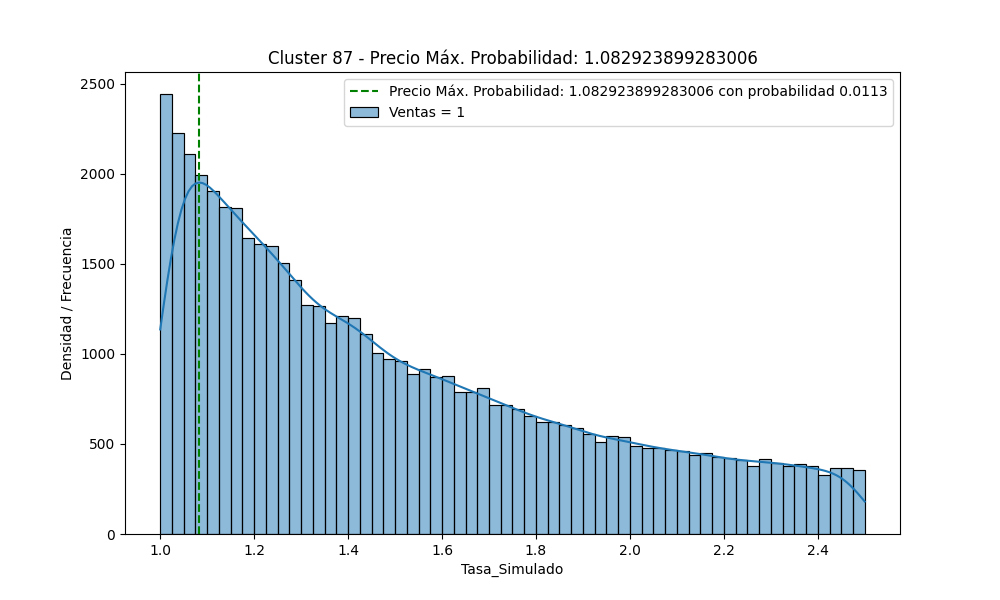 Cluster 87 - Precio Máx. Probabilidad: 1.082923899283006
Precio Máx. Probabilidad: 1.082923899283006 con probabilidad 0.0113
Ventas = 1
Densidad / Frecuencia
2500
2000
1500
1000
500
0
1.0 1.2 1.4 1.6 1.8 2.0 2.2 2.4
Tasa_Simulado